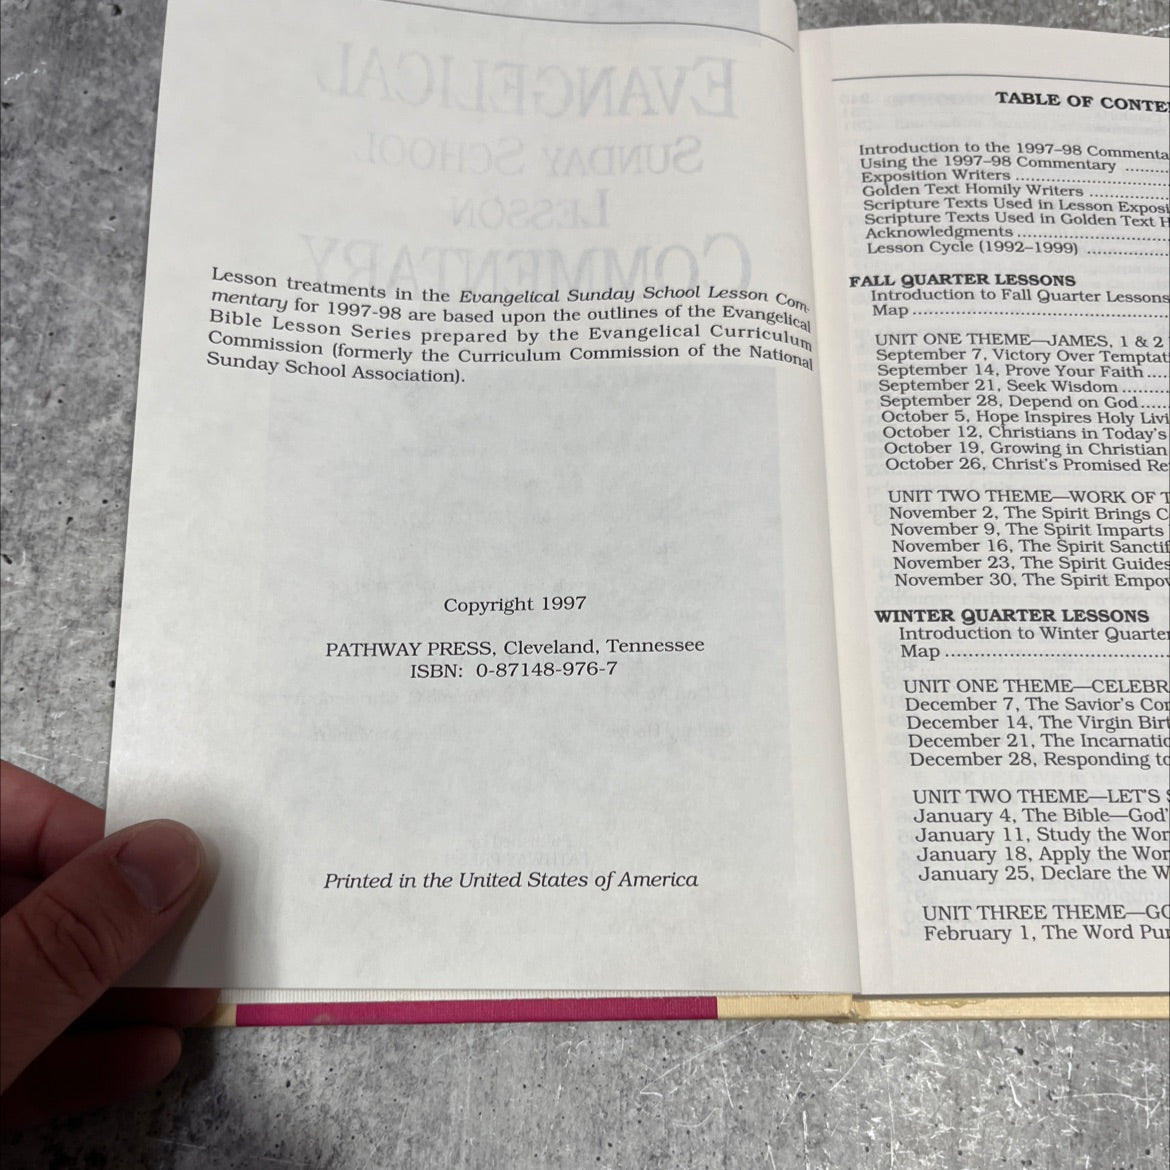 EVANGELICAL
SUNDAY SCHOOL
LESSON
COMMENTARY
Lesson treatments in the Evangelical Sunday School Lesson Com-
mentary for 1997-98 are based upon the outlines of the Evangelical
Bible Lesson Series prepared by the Evangelical Curriculum
Commission (formerly the Curriculum Commission of the National
Sunday School Association).
Copyright 1997
PATHWAY PRESS, Cleveland, Tennessee
ISBN: 0-87148-976-7
Printed in the United States of America
TABLE OF CONTE
Introduction to the 1997–98 Commenta
Using the 1997–98 Commentary ........
Exposition Writers ........................
Golden Text Homily Writers .............
Scripture Texts Used in Lesson Exposi
Scripture Texts Used in Golden Text H
Acknowledgments ........................
Lesson Cycle (1992–1999) ...............
FALL QUARTER LESSONS
Introduction to Fall Quarter Lessons
Map ........................................
UNIT ONE THEME—JAMES, 1 & 2
September 7, Victory Over Temptat
September 14, Prove Your Faith ....
September 21, Seek Wisdom .........
September 28, Depend on God .....
October 5, Hope Inspires Holy Livi
October 12, Christians in Today's
October 19, Growing in Christian
October 26, Christ's Promised Re
UNIT TWO THEME—WORK OF T
November 2, The Spirit Brings C
November 9, The Spirit Imparts
November 16, The Spirit Sanctif
November 23, The Spirit Guides
November 30, The Spirit Empov
WINTER QUARTER LESSONS
Introduction to Winter Quarter
Map ....................................
UNIT ONE THEME—CELEBR
December 7, The Savior's Cor
December 14, The Virgin Birt
December 21, The Incarnatio
December 28, Responding to
UNIT TWO THEME—LET'S S
January 4, The Bible—God'
January 11, Study the Wor
January 18, Apply the Wor
January 25, Declare the W
UNIT THREE THEME—GO
February 1, The Word Pur